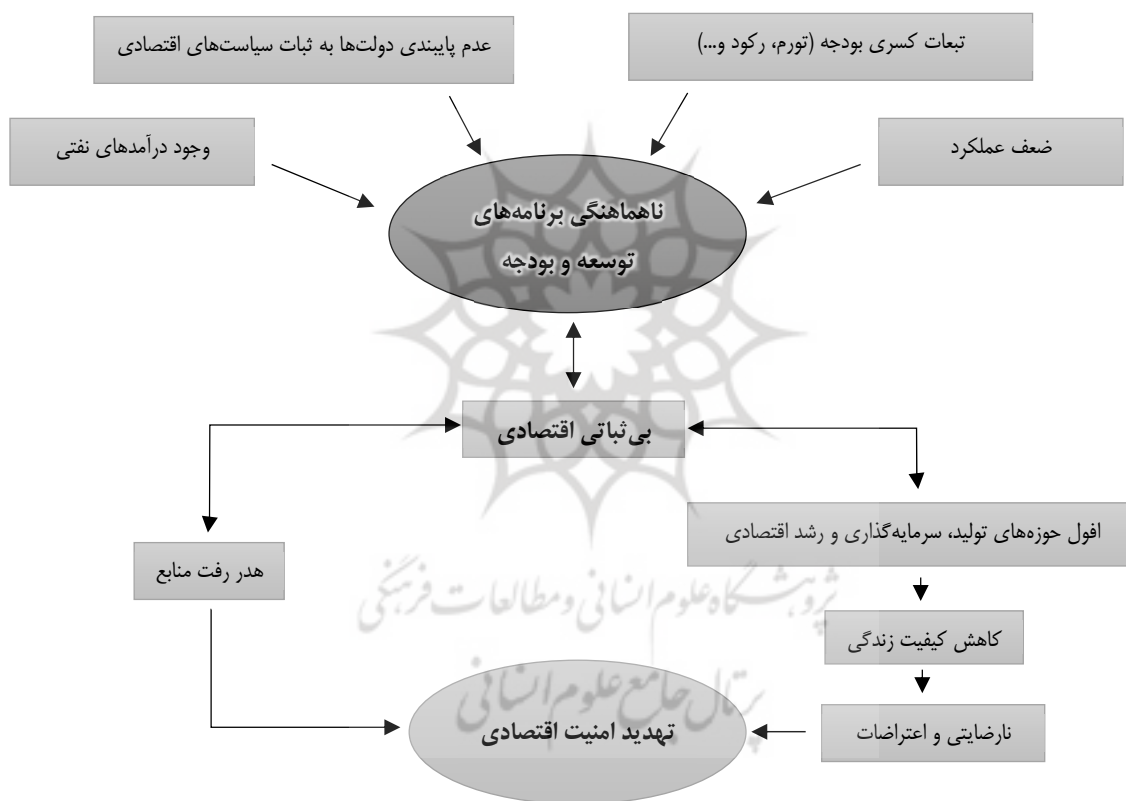 تبعات کسری بودجه (تورم، رکود و...)
عدم پایبندی دولت‌ها به ثبات سیاست‌های اقتصادی
ضعف عملکرد
وجود درآمدهای نفتی
ناهماهنگی برنامه‌های
توسعه و بودجه
بی‌ثباتی اقتصادی
افول حوزه‌های تولید، سرمایه‌گذاری و رشد اقتصادی
هدر رفت منابع
پژوهشگاه علوم انسانی و مطالعات فرهنگی
کاهش کیفیت زندگی
پرتال جامع علوم انسانی
نارضایتی و اعتراضات
تهدید امنیت اقتصادی